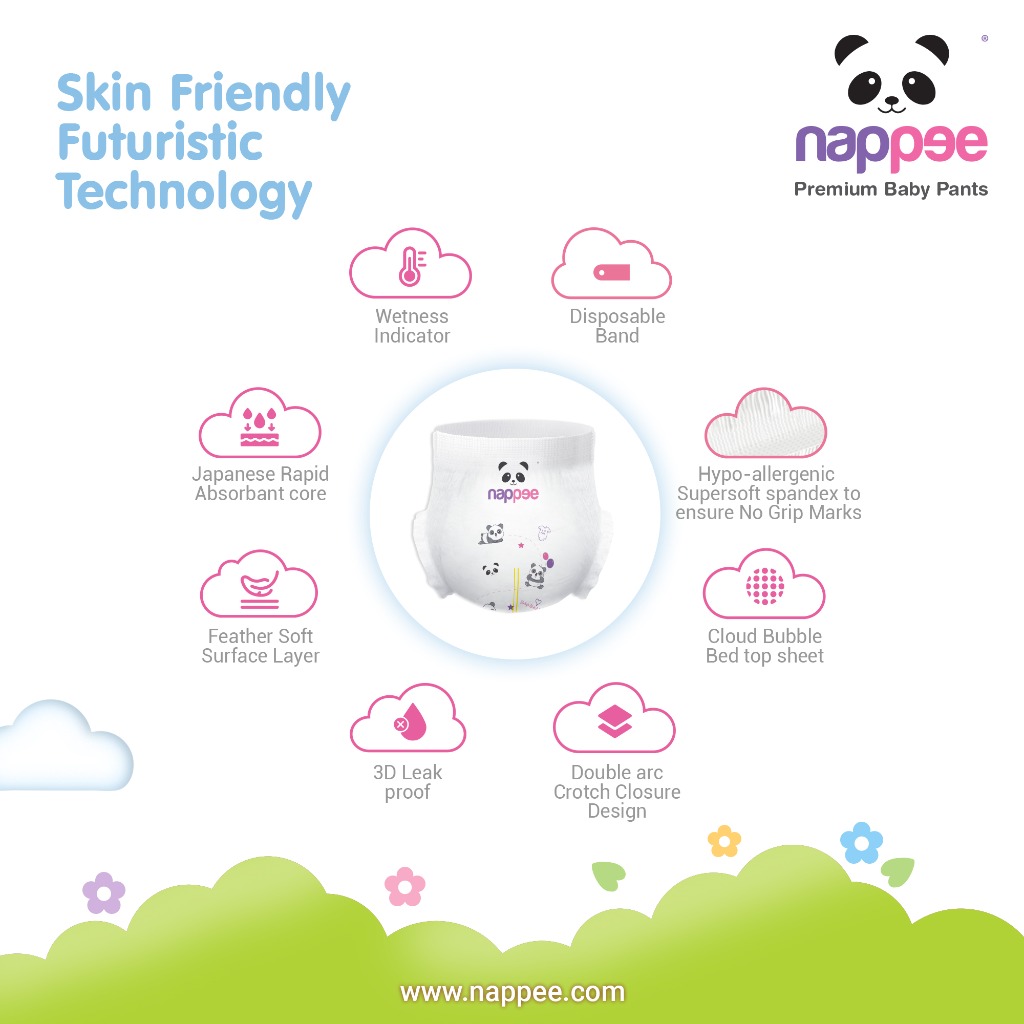 Skin Friendly
Futuristic
Technology
®
nappee
Premium Baby Pants
Wetness
Indicator
Disposable
Band
Japanese Rapid
Absorbant core
Hypo-allergenic
Supersoft spandex to
ensure No Grip Marks
nappee
Feather Soft
Surface Layer
Cloud Bubble
Bed top sheet
3D Leak
proof
Double arc
Crotch Closure
Design
www.nappee.com